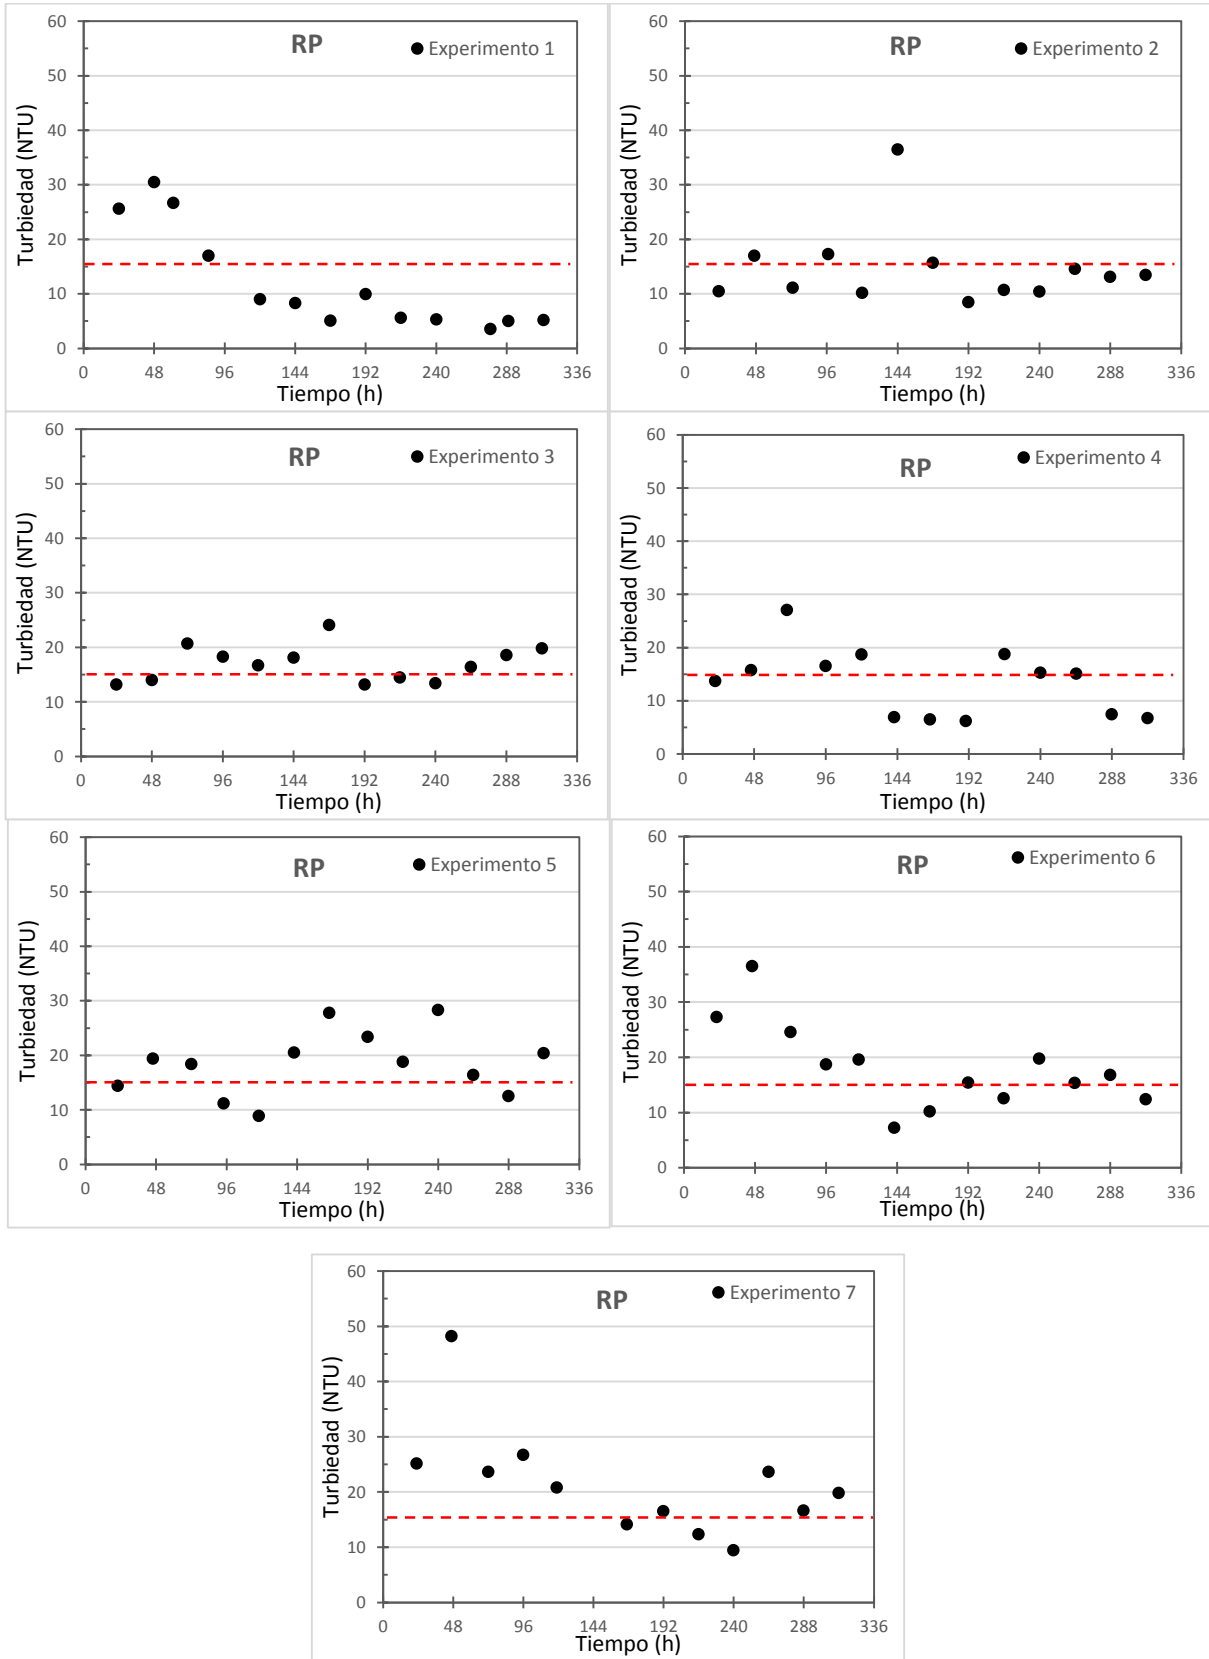 RP
Experimento 1
Turbiedad (NTU)
60
50
40
30
20
10
0
0 48 96 144 192 240 288 336
Tiempo (h)
RP
Experimento 2
Turbiedad (NTU)
60
50
40
30
20
10
0
0 48 96 144 192 240 288 336
Tiempo (h)
RP
Experimento 3
Turbiedad (NTU)
60
50
40
30
20
10
0
0 48 96 144 192 240 288 336
Tiempo (h)
RP
Experimento 4
Turbiedad (NTU)
60
50
40
30
20
10
0
0 48 96 144 192 240 288 336
Tiempo (h)
RP
Experimento 5
Turbiedad (NTU)
60
50
40
30
20
10
0
0 48 96 144 192 240 288 336
Tiempo (h)
RP
Experimento 6
Turbiedad (NTU)
60
50
40
30
20
10
0
0 48 96 144 192 240 288 336
Tiempo (h)
RP
Experimento 7
Turbiedad (NTU)
60
50
40
30
20
10
0
0 48 96 144 192 240 288 336
Tiempo (h)